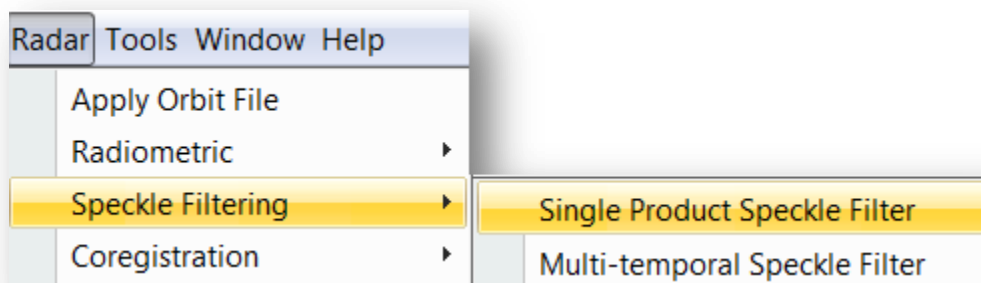 Radar Tools Window Help
Apply Orbit File
Radiometric
Speckle Filtering
Single Product Speckle Filter
Coregistration
Multi-temporal Speckle Filter